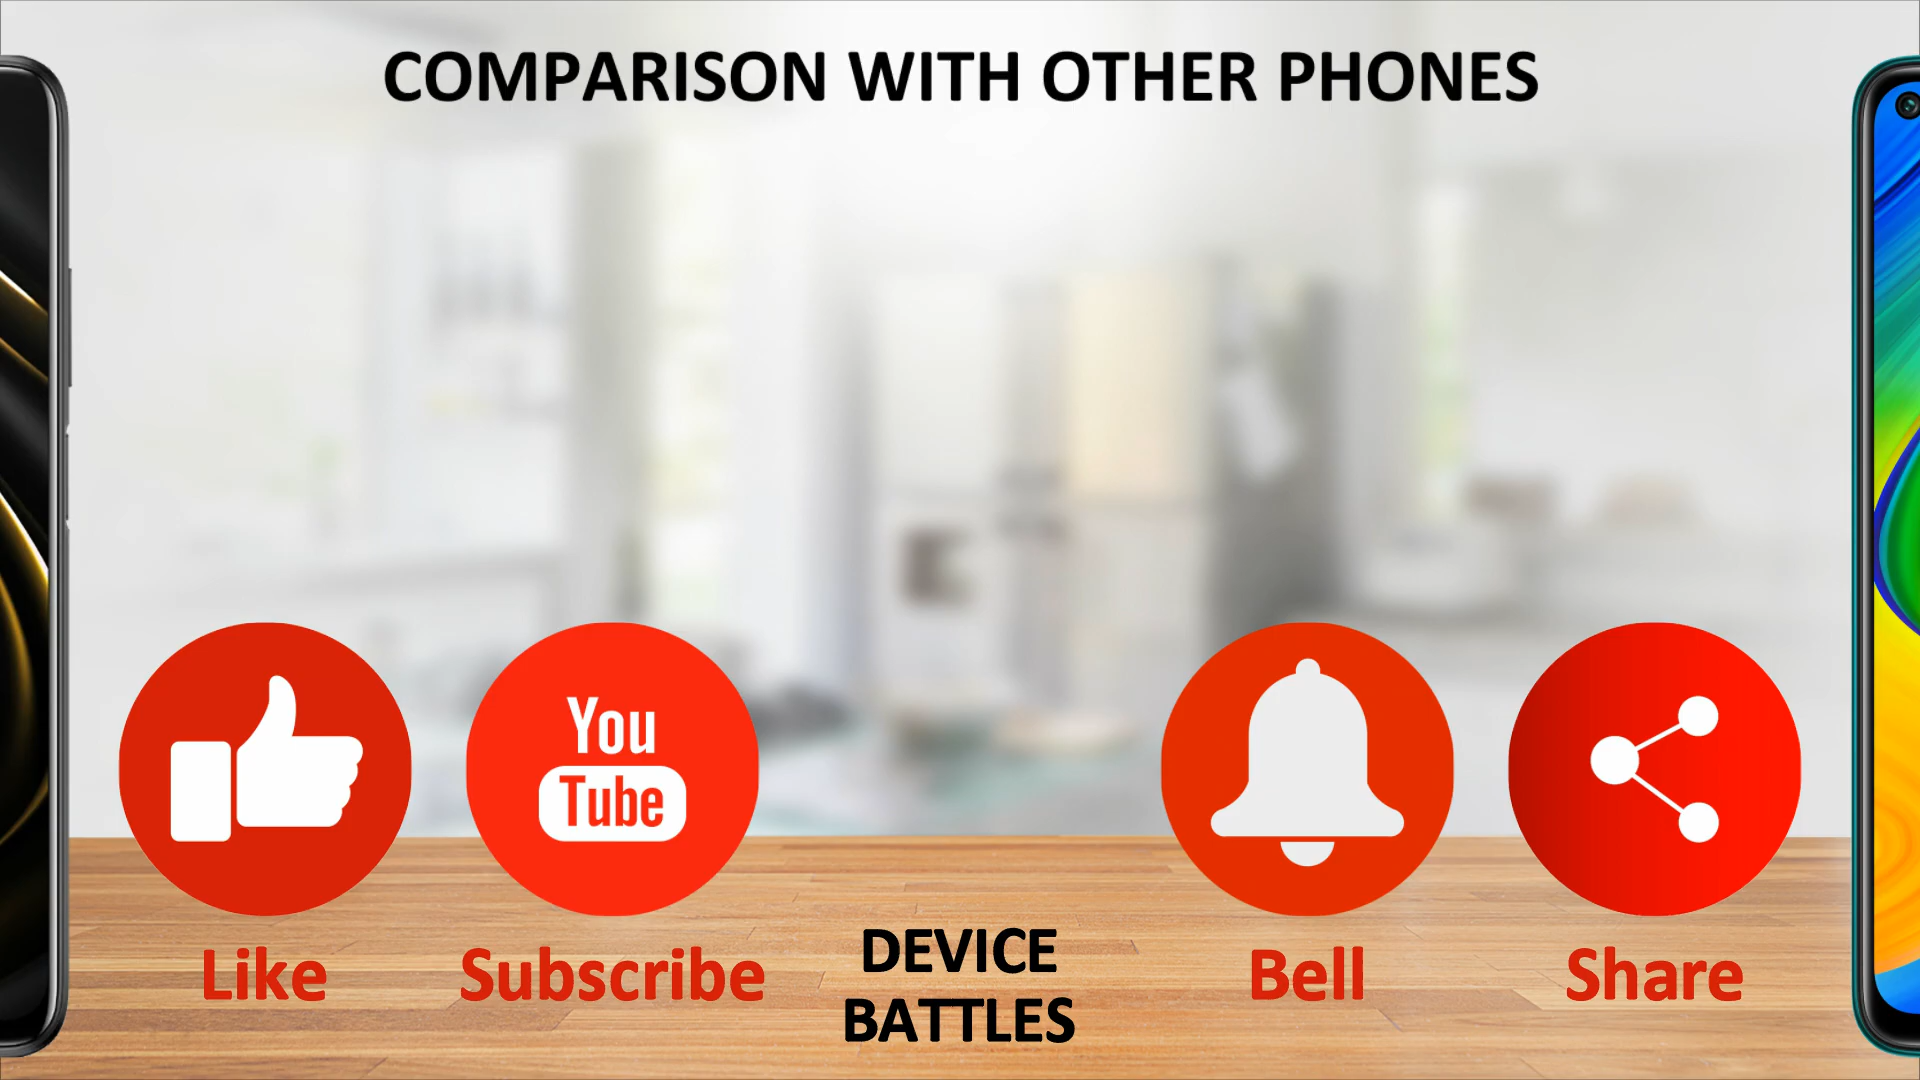 COMPARISON WITH OTHER PHONES
You
Tube
Like
Subscribe
DEVICE
BATTLES
Bell
Share